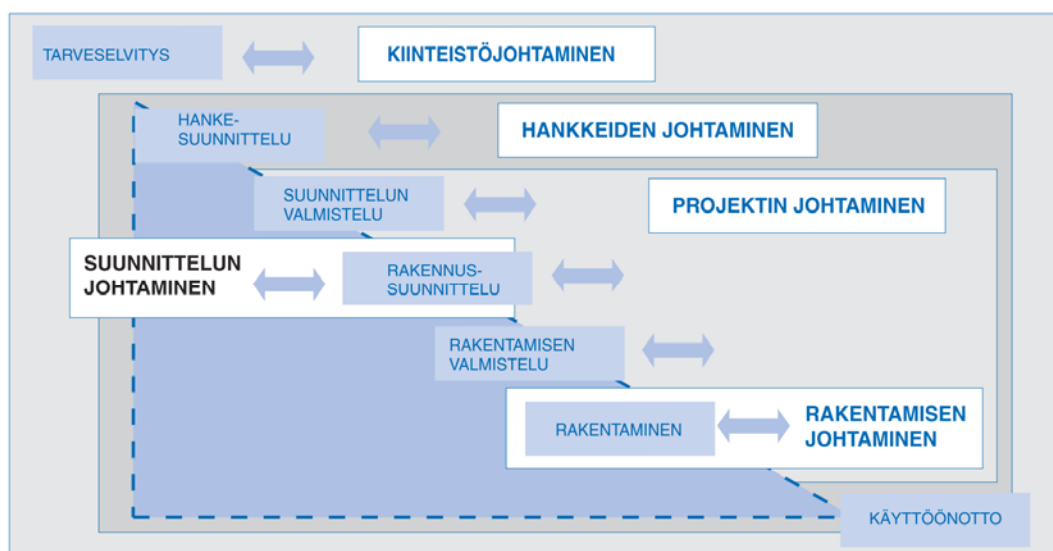 TARVESELVITYS
KIINTEISTÖJOHTAMINEN
HANKE-
SUUNNITTELU
HANKKEIDEN JOHTAMINEN
SUUNNITTELUN
VALMISTELU
PROJEKTIN JOHTAMINEN
SUUNNITTELUN
JOHTAMINEN
RAKENNUS-
SUUNNITTELU
RAKENTAMISEN
VALMISTELU
RAKENTAMINEN
RAKENTAMISEN
JOHTAMINEN
KÄYTTÖÖNOTTO